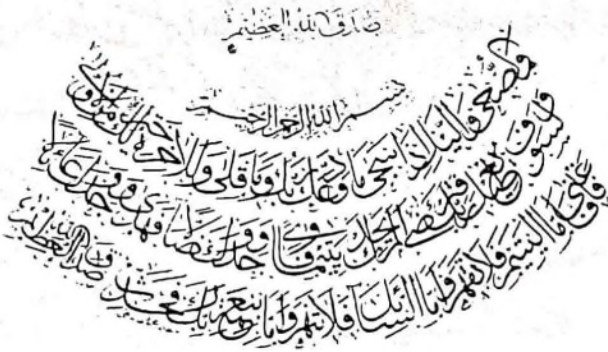 صدق الله العظيم
بسم الله الرحمن الرحيم
والضحى والليل إذا سجى ما ودعك ربك وما قلى وللآخرة خير لك من الأولى
ولسوف يعطيك ربك فترضى ألم يجدك يتيما فآوى ووجدك ضالا فهدى ووجدك عائلا
فأغنى فأما اليتيم فلا تقهر وأما السائل فلا تنهر وأما بنعمة ربك فحدث صدق الله العظيم